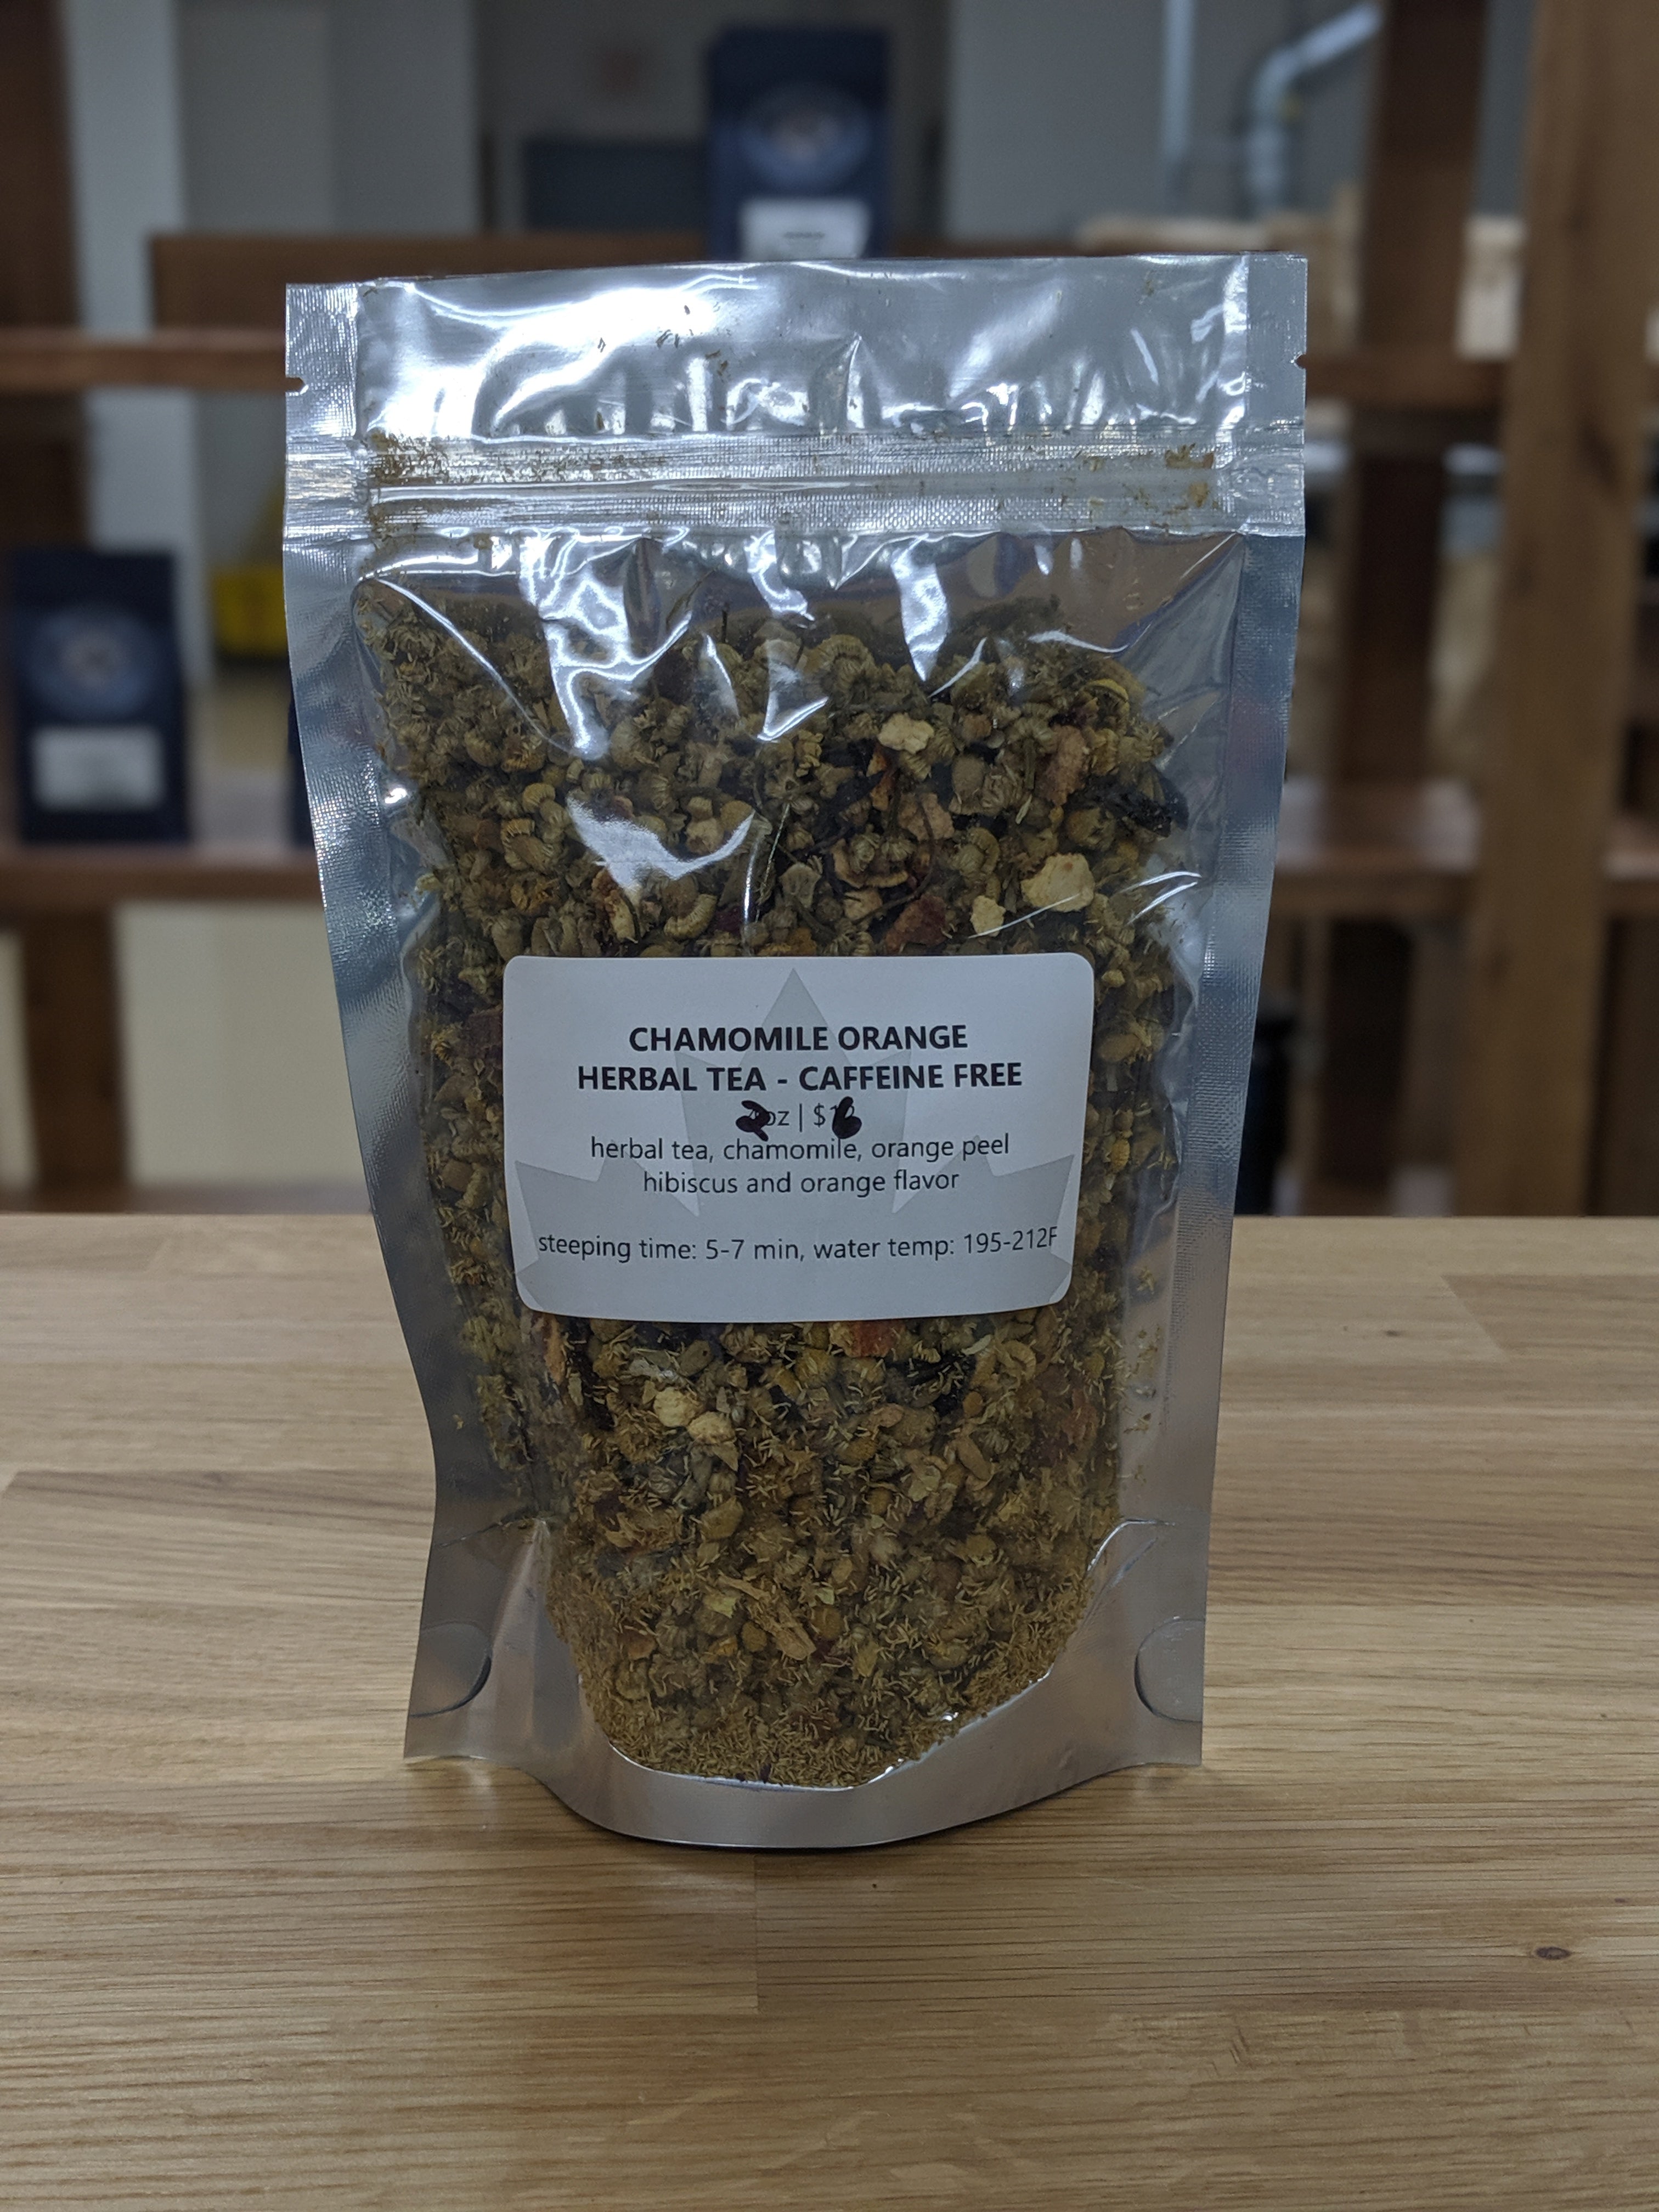 CHAMOMILE ORANGE
HERBAL TEA - CAFFEINE FREE
2oz | $6
herbal tea, chamomile, orange peel
hibiscus and orange flavor
steeping time: 5-7 min, water temp: 195-212F